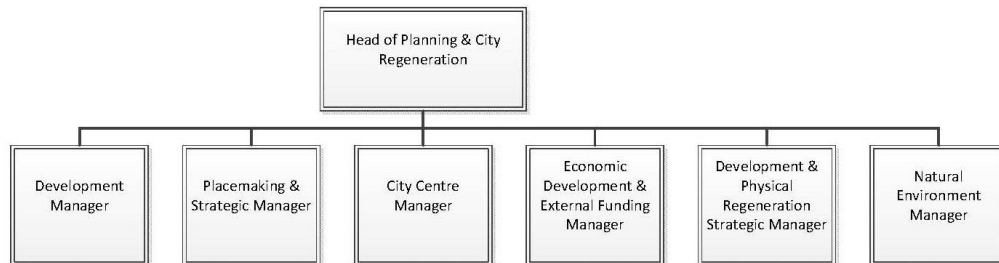 Head of Planning & City
Regeneration
Development
Manager
Placemaking &
Strategic Manager
City Centre
Manager
Economic
Development &
External Funding
Manager
Development &
Physical
Regeneration
Strategic Manager
Natural
Environment
Manager